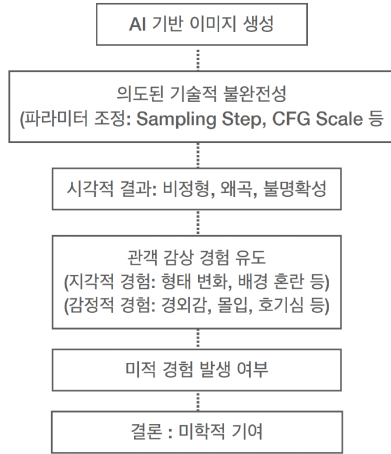 AI 기반 이미지 생성
의도된 기술적 불완전성
(파라미터 조정: Sampling Step, CFG Scale 등
시각적 결과: 비정형, 왜곡, 불명확성
관객 감상 경험 유도
(지각적 경험: 형태 변화, 배경 혼란 등)
(감정적 경험: 경외감, 몰입, 호기심 등)
미적 경험 발생 여부
결론 : 미학적 기여